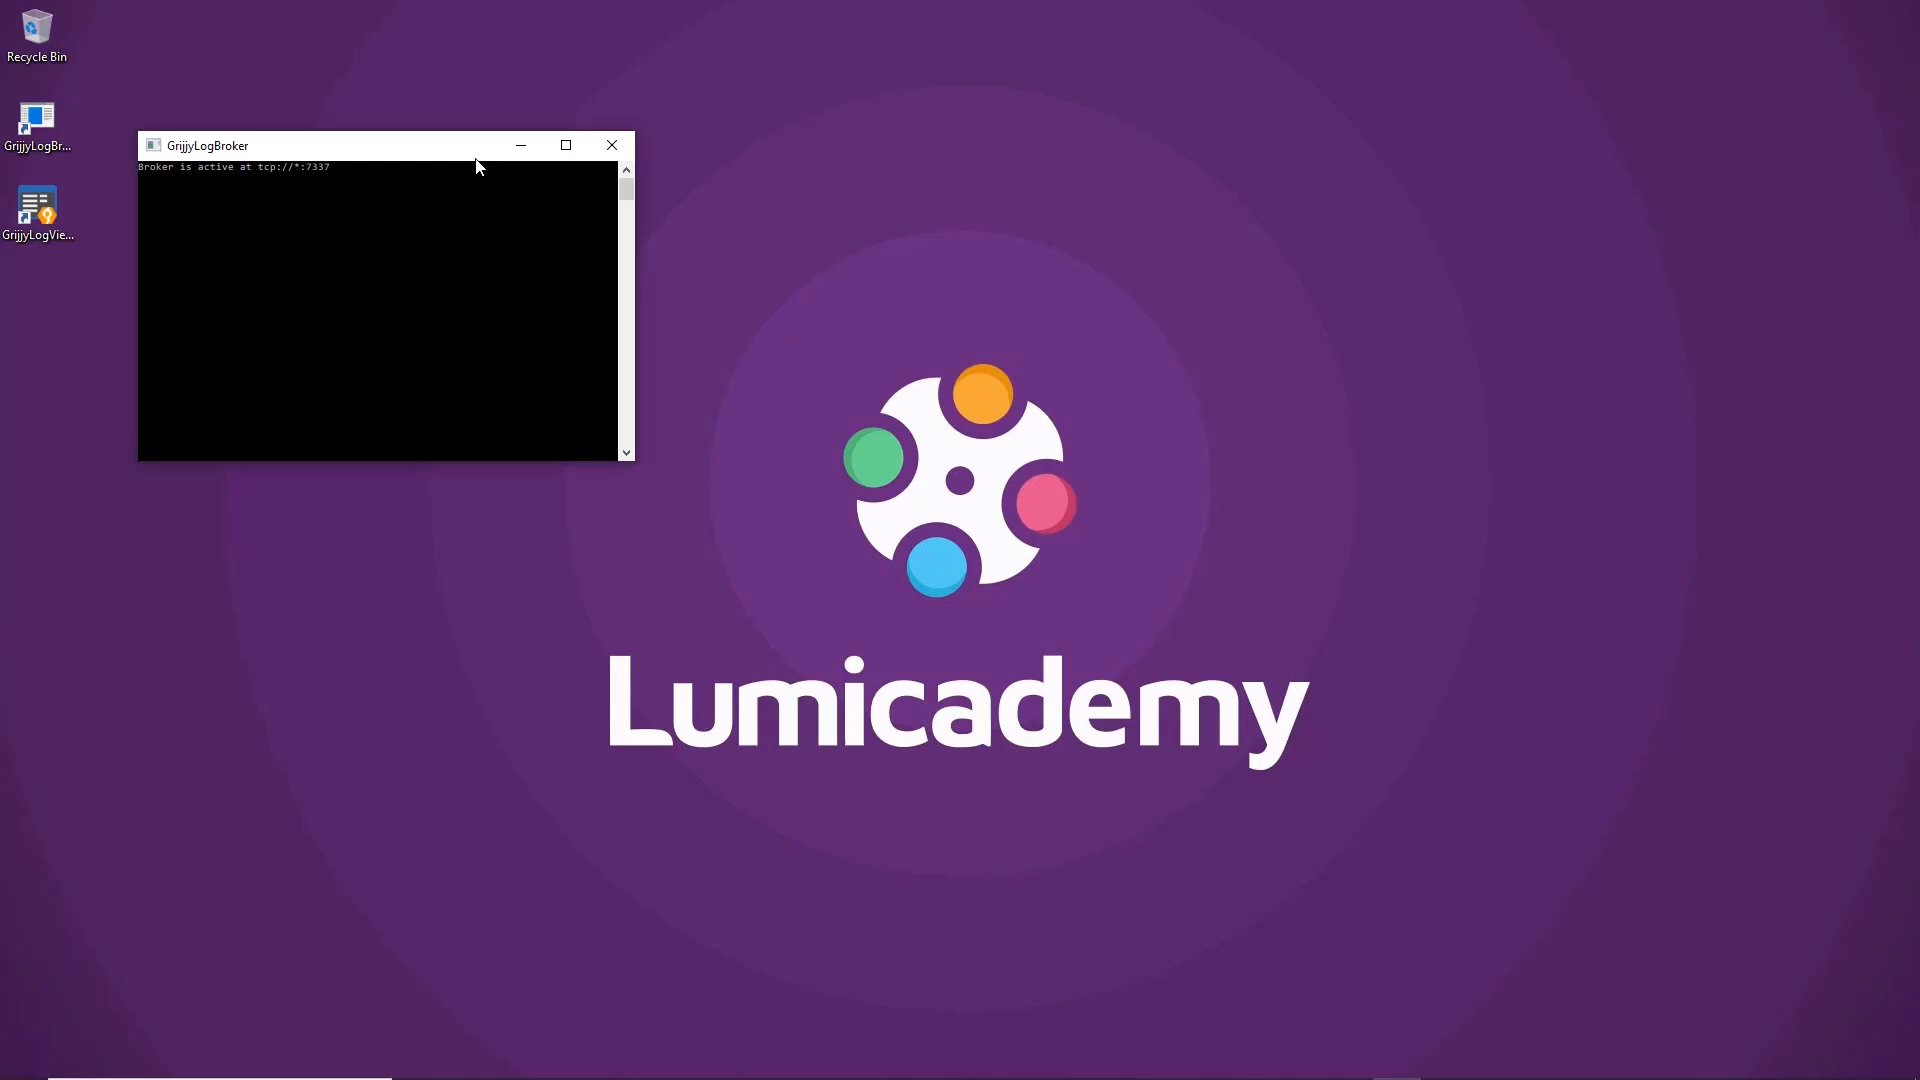 Recycle Bin
GrijjyLogBr...
GrijjyLogVie...
GrijjyLogBroker
Broker is active at tcp://*:7337
Lumicademy